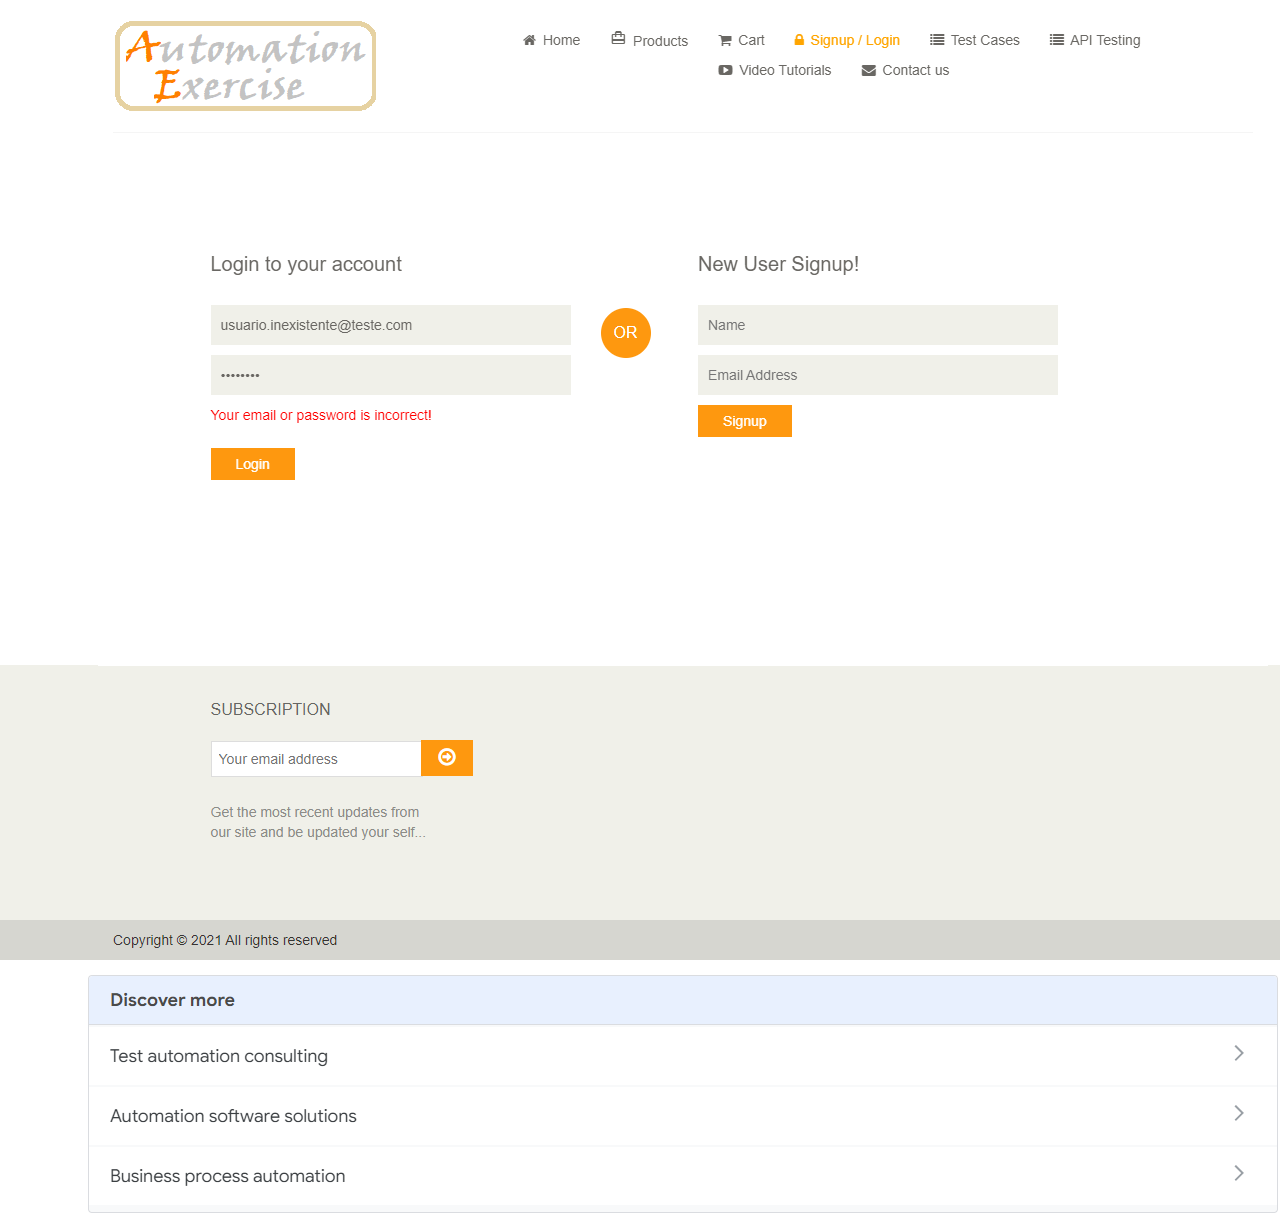 Automation
Exercise
Home Products Cart Signup / Login Test Cases API Testing
Video Tutorials Contact us
Login to your account
usuario.inexistente@teste.com
••••••••
Your email or password is incorrect!
Login
OR
New User Signup!
Name
Email Address
Signup
SUBSCRIPTION
Your email address
Get the most recent updates from
our site and be updated your self...
Copyright © 2021 All rights reserved
Discover more
Test automation consulting
Automation software solutions
Business process automation